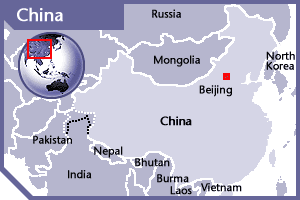 China
Russia
Mongolia
North
Korea
Beijing
China
Pakistan
Nepal
Bhutan
India
Burma
Laos
Vietnam